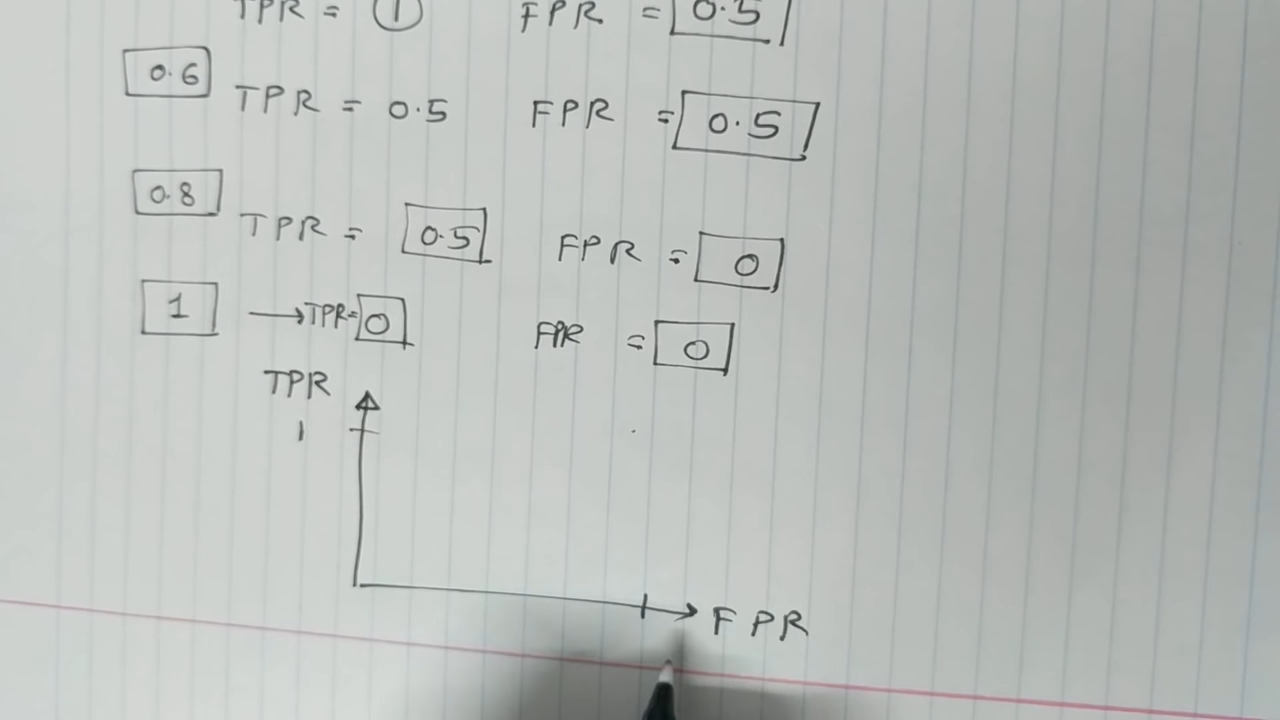 TPR = 1 FPR = 0.5
0.6 TPR = 0.5 FPR = 0.5
0.8 TPR = 0.5 FPR = 0
1 → TPR = 0 FPR = 0
TPR
1
FPR